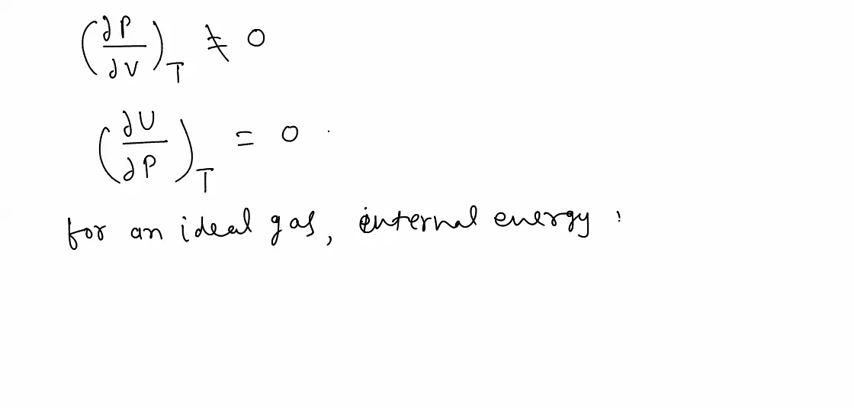 (∂P/∂V)_T ≠ 0
(∂U/∂P)_T = 0
for an ideal gas, internal energy